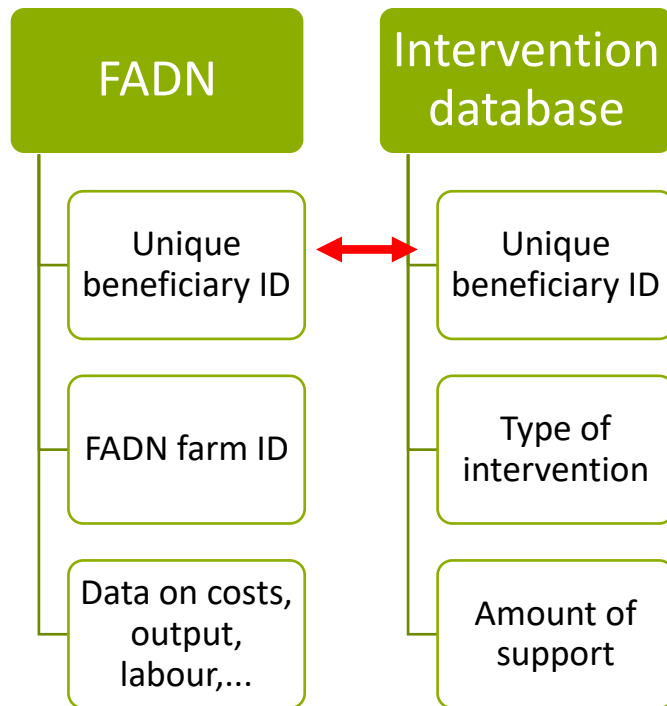 FADN
Unique
beneficiary ID
FADN farm ID
Data on costs,
output,
labour,...
Intervention
database
Unique
beneficiary ID
Type of
intervention
Amount of
support